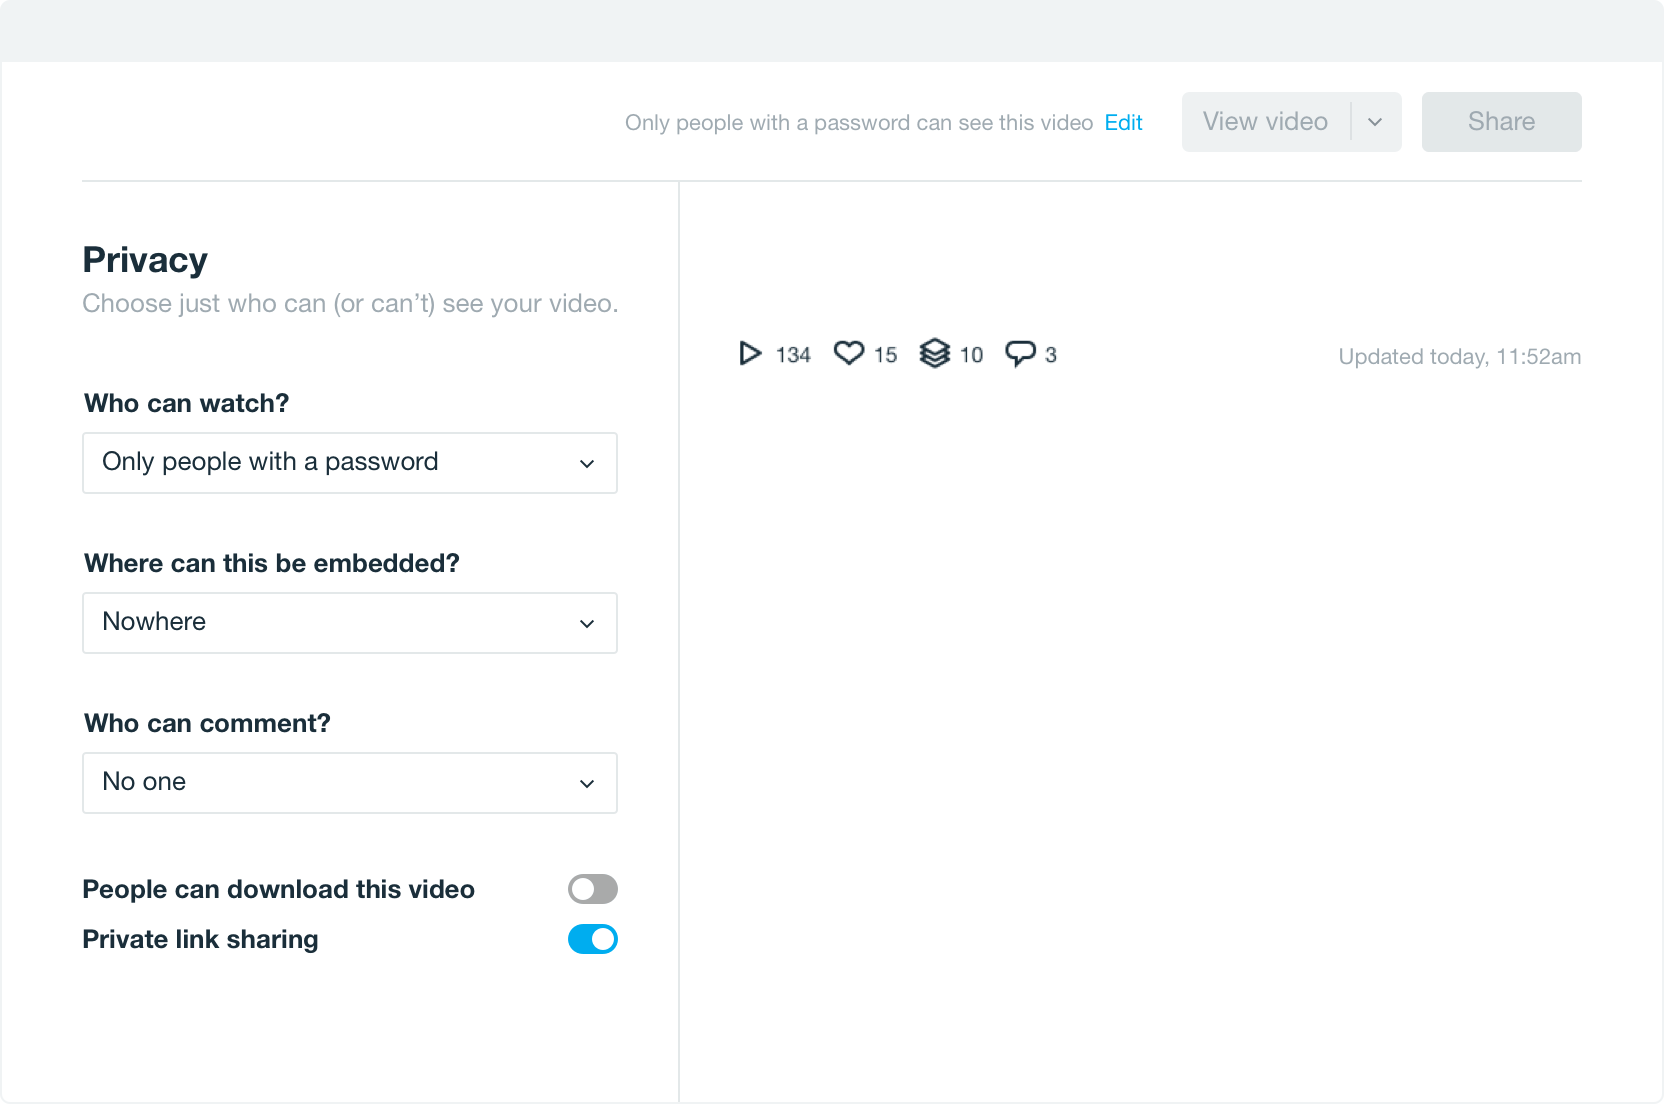 Only people with a password can see this video Edit View video Share
Privacy
Choose just who can (or can’t) see your video.
134 15 10 3 Updated today, 11:52am
Who can watch?
Only people with a password
Where can this be embedded?
Nowhere
Who can comment?
No one
People can download this video
Private link sharing